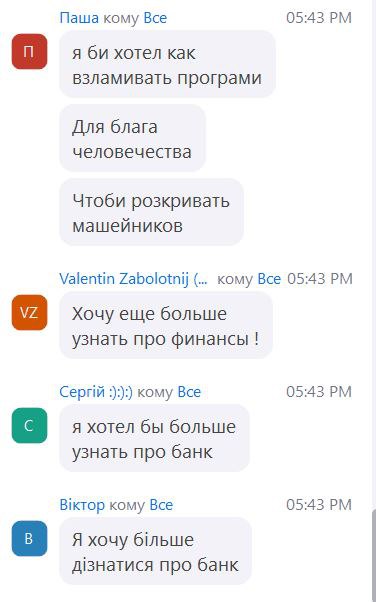 Паша кому Все 05:43 PM
П
я би хотел как
взламивать програми
Для блага
человечества
Чтоби розкривать
машейников
Valentin Zabolotnij (... кому Все 05:43 PM
VZ
Хочу еще больше
узнать про финансы !
Сергій :):):) кому Все 05:43 PM
С
я хотел бы больше
узнать про банк
Віктор кому Все 05:43 PM
В
Я хочу більше
дізнатися про банк